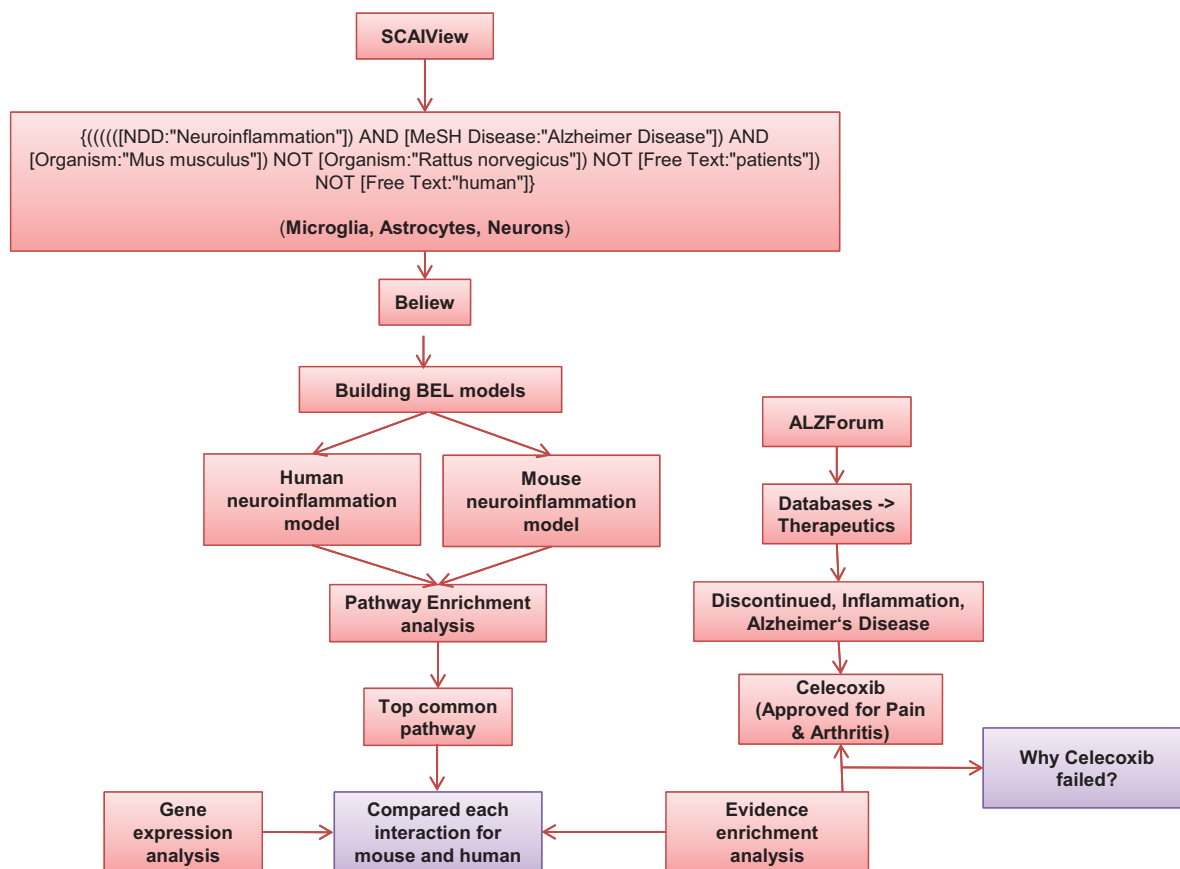 SCAIView
{(((((([NDD:"Neuroinflammation"]) AND [MeSH Disease:"Alzheimer Disease"]) AND
[Organism:"Mus musculus"]) NOT [Organism:"Rattus norvegicus"]) NOT [Free Text:"patients"])
NOT [Free Text:"human"]}
(Microglia, Astrocytes, Neurons)
Beliew
Building BEL models
Human
neuroinflammation
model
Mouse
neuroinflammation
model
Pathway Enrichment
analysis
Top common
pathway
ALZForum
Databases ->
Therapeutics
Discontinued, Inflammation,
Alzheimer‘s Disease
Celecoxib
(Approved for Pain
& Arthritis)
Why Celecoxib
failed?
Gene
expression
analysis
Compared each
interaction for
mouse and human
Evidence
enrichment
analysis